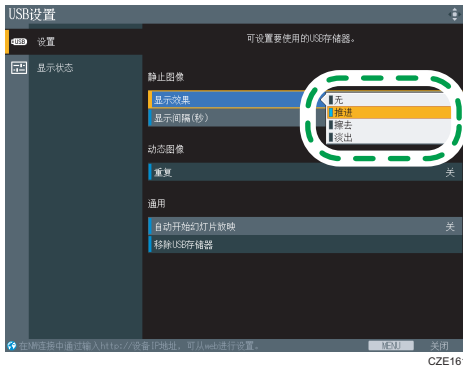 USB设置
USB 设置
显示状态
可设置要使用的USB存储器。
静止图像
显示效果
无
推进
擦去
淡出
显示间隔(秒)
动态图像
重复 关
通用
自动开始幻灯片放映 关
移除USB存储器
在NW连接中通过输入http://设备IP地址，可从web进行设置。
MENU 关闭
CZE161